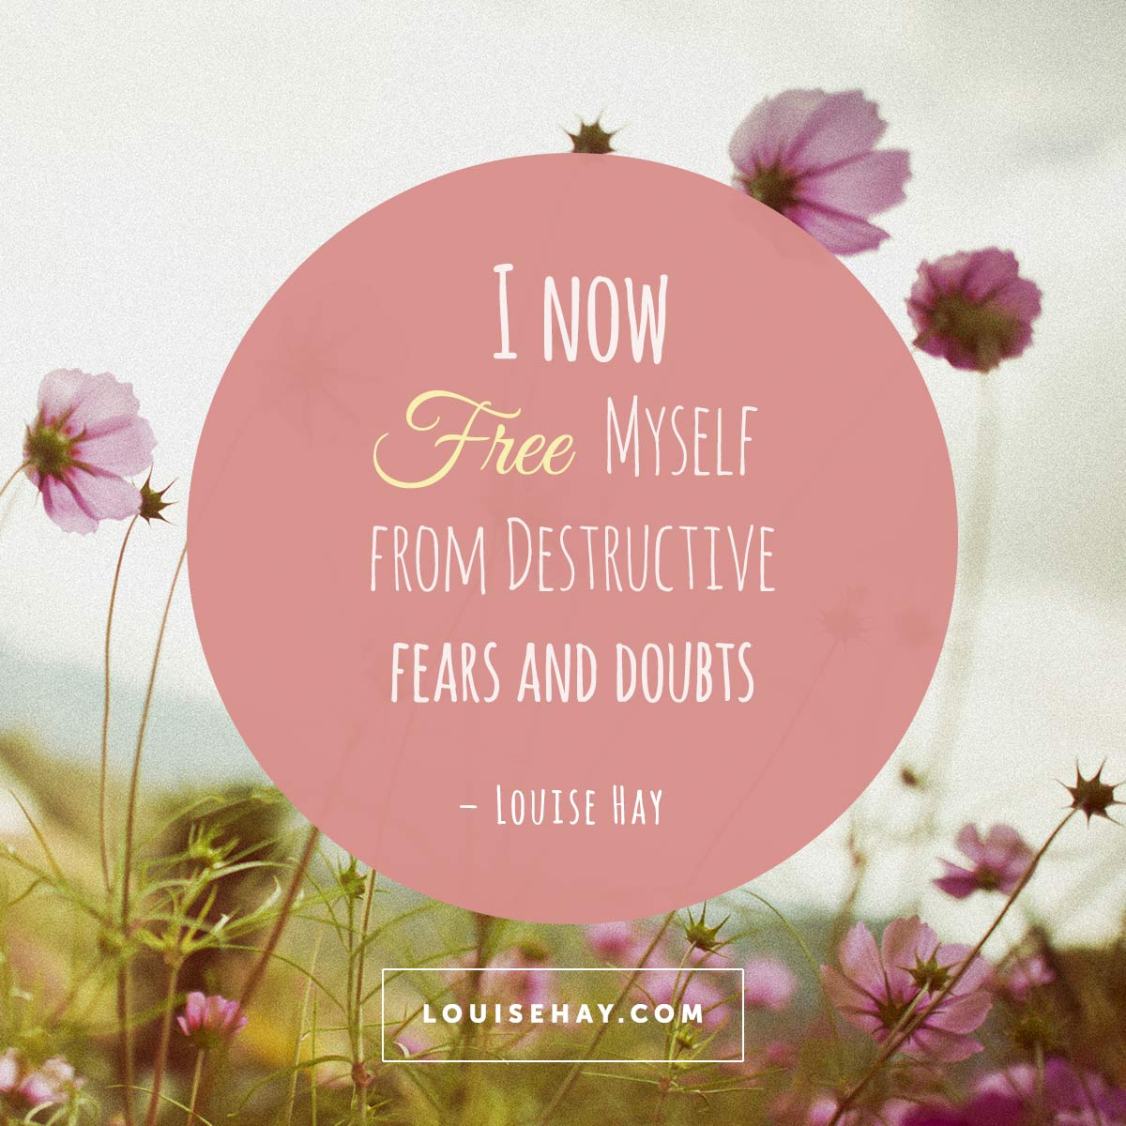 I NOW
Free MYSELF
FROM DESTRUCTIVE
FEARS AND DOUBTS
– LOUISE HAY
LOUISEHAY.COM